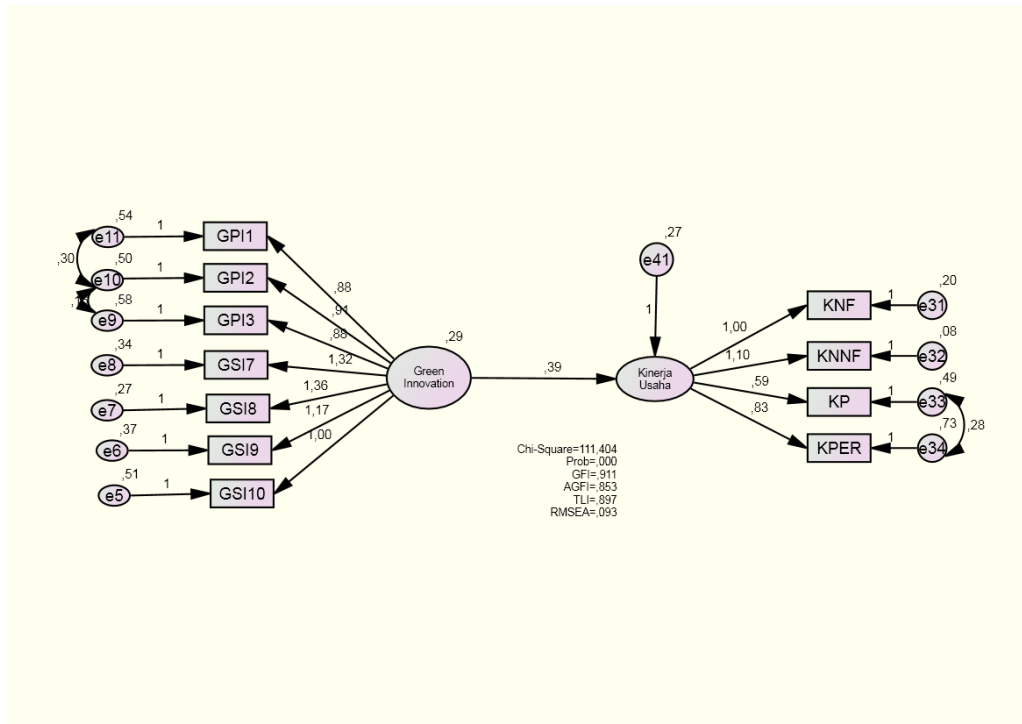 ,54
e11
1
GPI1
,30
,50
e10
1
GPI2
,58
e9
1
GPI3
,34
e8
1
GSI7
,27
e7
1
GSI8
,37
e6
1
GSI9
,51
e5
1
GSI10
,88
,91
,88
1,32
1,36
1,17
1,00
,29
Green
Innovation
,39
,27
e41
1
Kinerja
Usaha
1,00
1,10
,59
,83
KNF
1
,20
e31
KNNF
1
,08
e32
KP
1
,49
e33
KPER
1
,73
e34
,28
Chi-Square=111,404
Prob=,000
GFI=,911
AGFI=,853
TLI=,897
RMSEA=,093